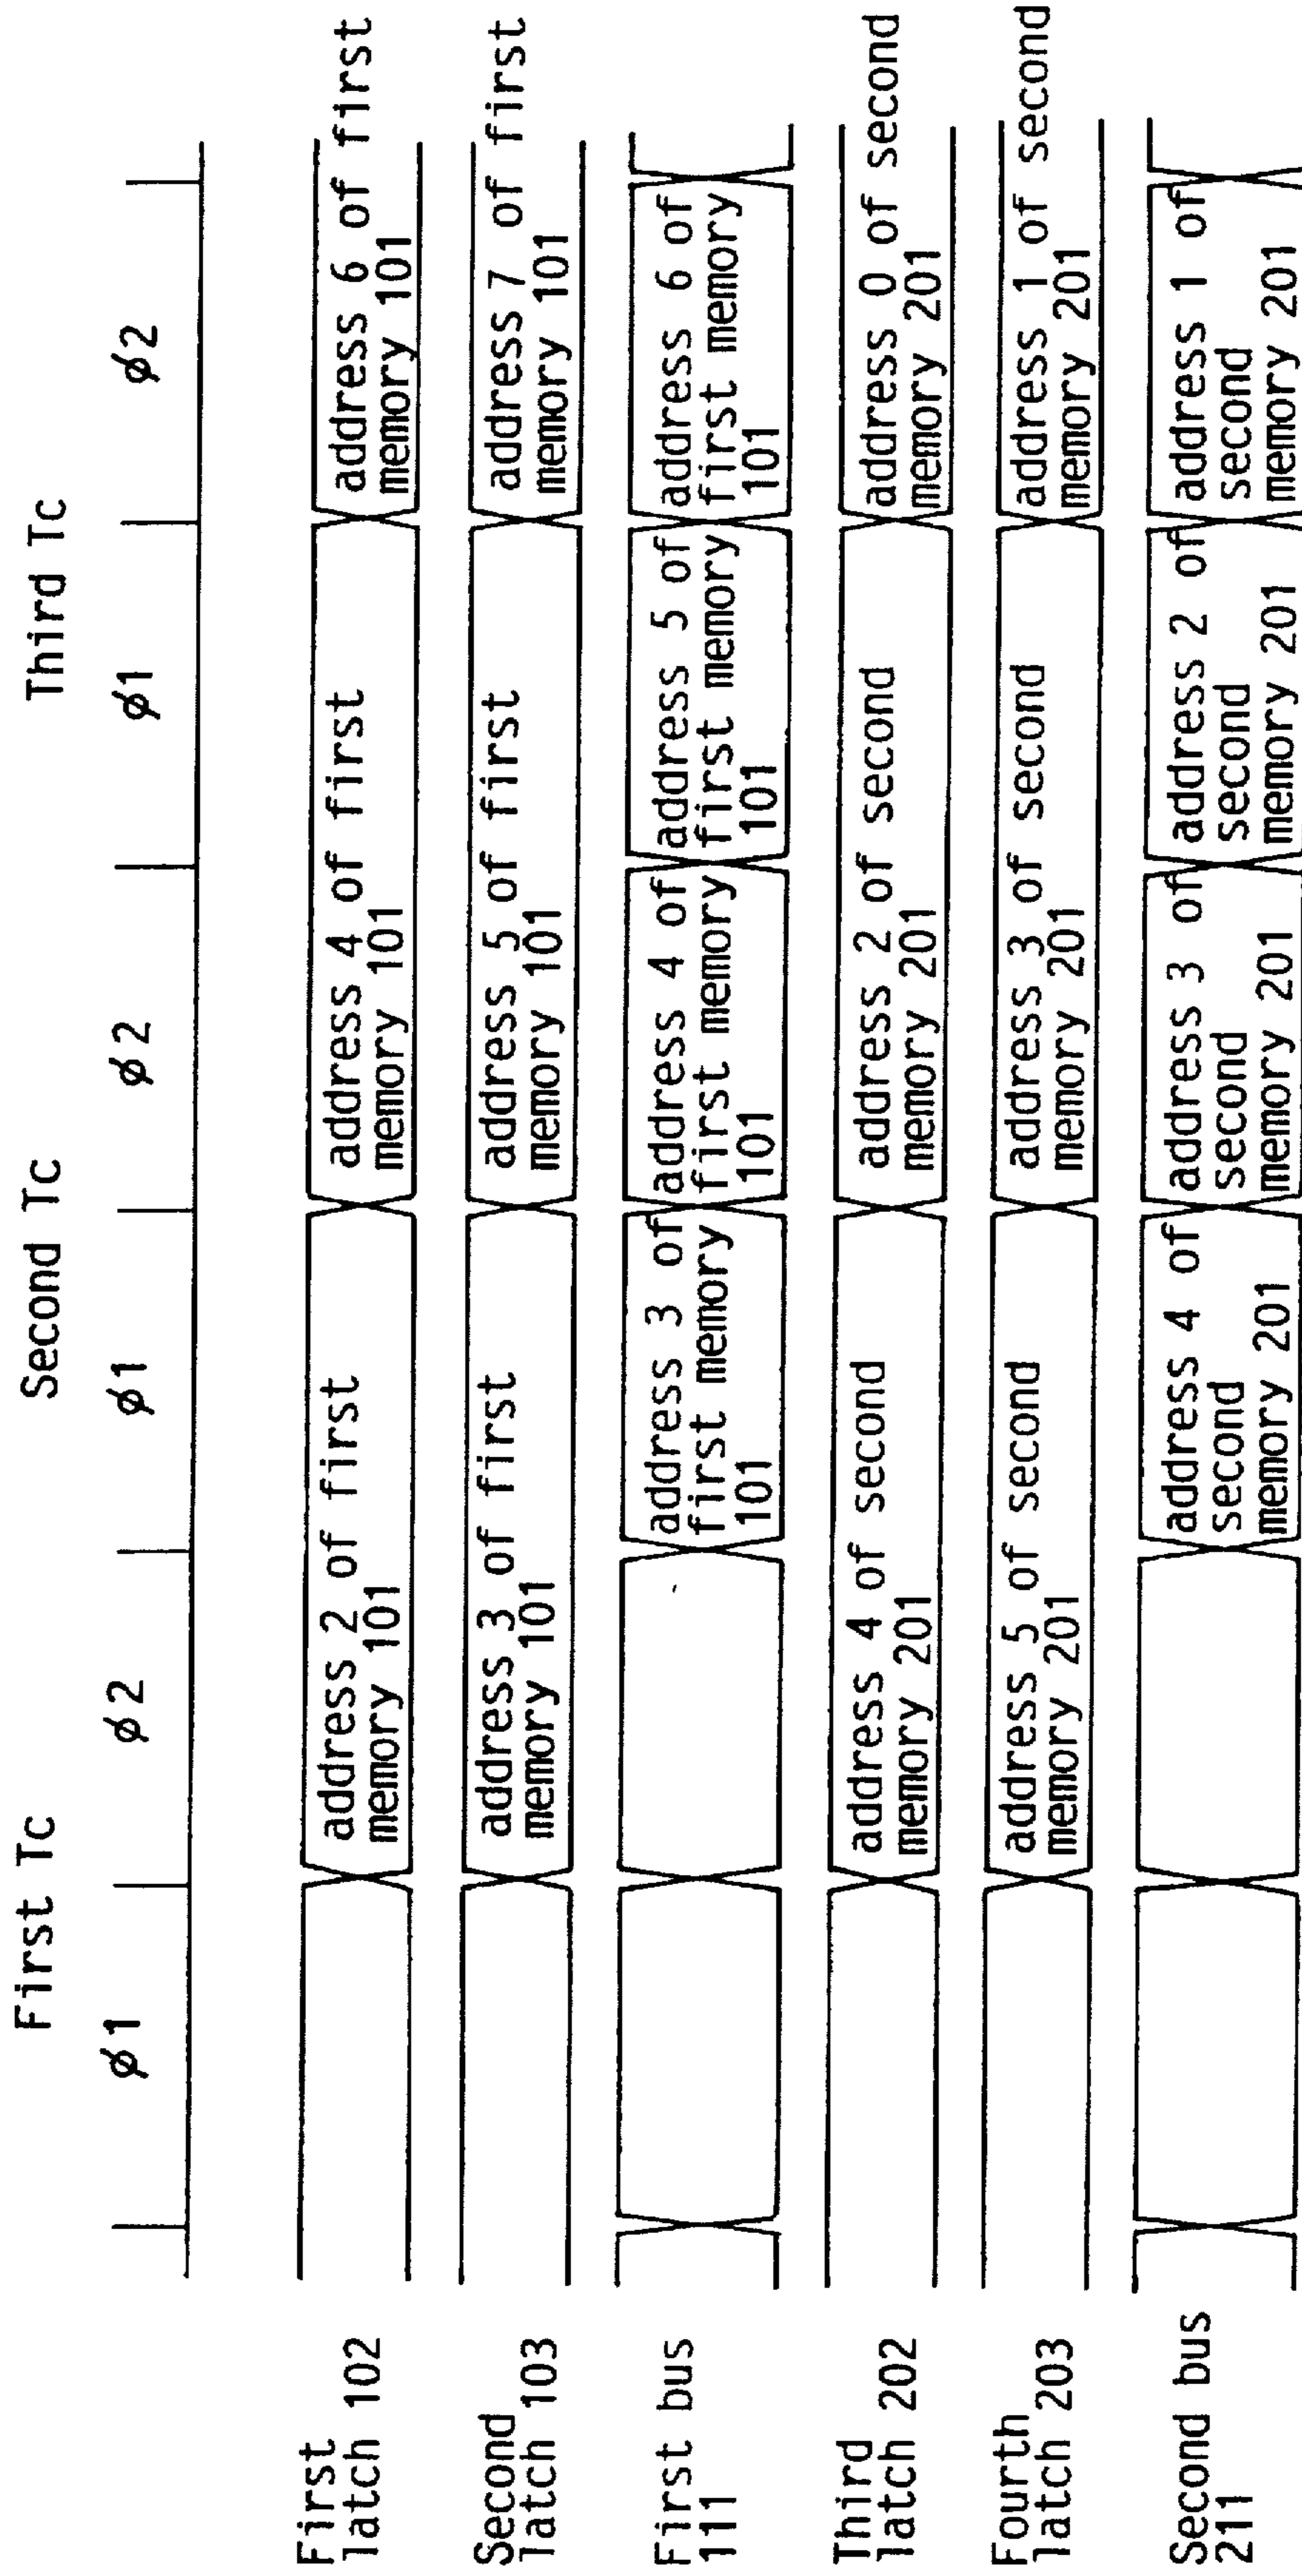 First Tc
Second Tc
Third Tc
ø1
ø2
ø1
ø2
ø1
ø2
First
latch 102
address 2 of first
memory 101
address 4 of first
memory 101
address 6 of first
memory 101
Second
latch 103
address 3 of first
memory 101
address 5 of first
memory 101
address 7 of first
memory 101
First bus
111
address 3 of
first memory
101
address 4 of
first memory
101
address 5 of
first memory
101
address 6 of
first memory
101
Third
latch 202
address 4 of second
memory 201
address 2 of second
memory 201
address 0 of second
memory 201
Fourth
latch 203
address 5 of second
memory 201
address 3 of second
memory 201
address 1 of second
memory 201
Second bus
211
address 4 of
second
memory 201
address 3 of
second
memory 201
address 2 of
second
memory 201
address 1 of
second
memory 201